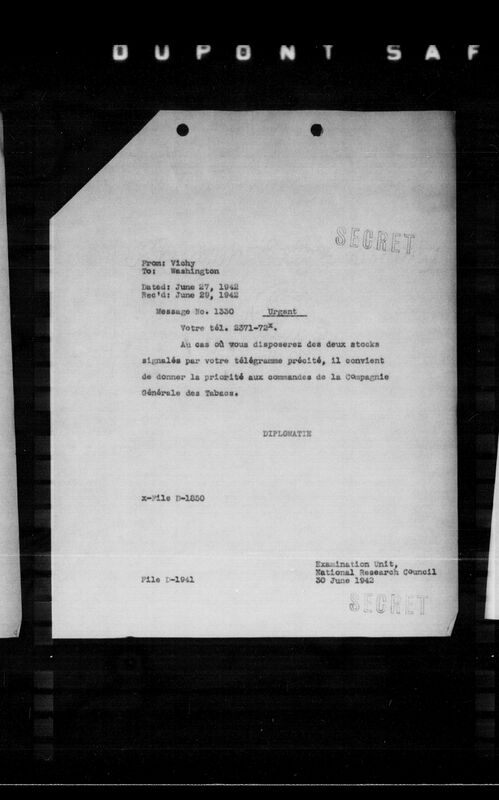 DUPONT SAF
SECRET
From: Vichy
To: Washington
Dated: June 27, 1942
Rec'd: June 29, 1942
Message No. 1330 Urgent
Votre tél. 2371-72x.
Au cas où vous disposerez des deux stocks
signalés par votre télégramme précité, il convient
de donner la priorité aux commandes de la Compagnie
Générale des Tabacs.
DIPLOMATIE
x-File D-1850
Examination Unit,
National Research Council
File D-1941 30 June 1942
SECRET